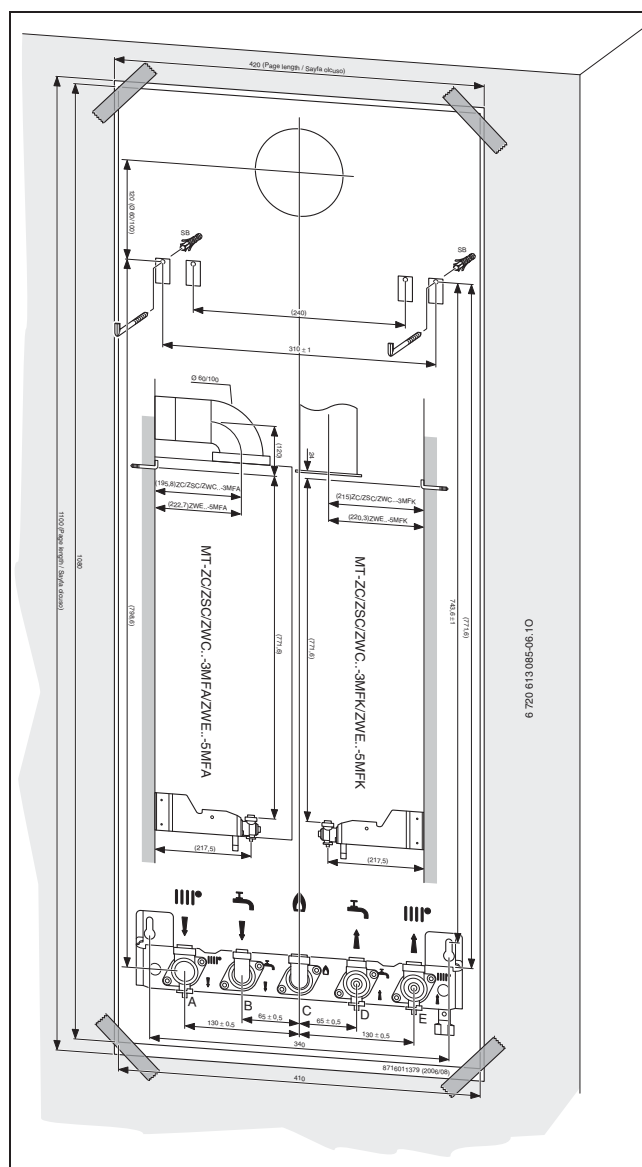 420 (Page length / Sayfa olcuso)
120 (Ø 60/100)
SB
SB
(240)
310 ± 1
Ø 60/100
(120)
24
(195,8)ZC/ZSC/ZWC...-3MFA
(222,7)ZWE...-5MFA
(215)ZC/ZSC/ZWC...-3MFK
(220,3)ZWE...-5MFK
1100 (Page length / Sayfa olcuso)
1080
(798,6)
MT-ZC/ZSC/ZWC...-3MFA/ZWE..-5MFA
(771,6)
(771,6)
MT-ZC/ZSC/ZWC...-3MFK/ZWE..-5MFK
743,6 ±1
(771,6)
6 720 613 085-06.1O
(217,5)
(217,5)
A
B
C
D
E
65 ± 0,5
65 ± 0,5
130 ± 0,5
130 ± 0,5
340
8716011379 (2006/08)
410